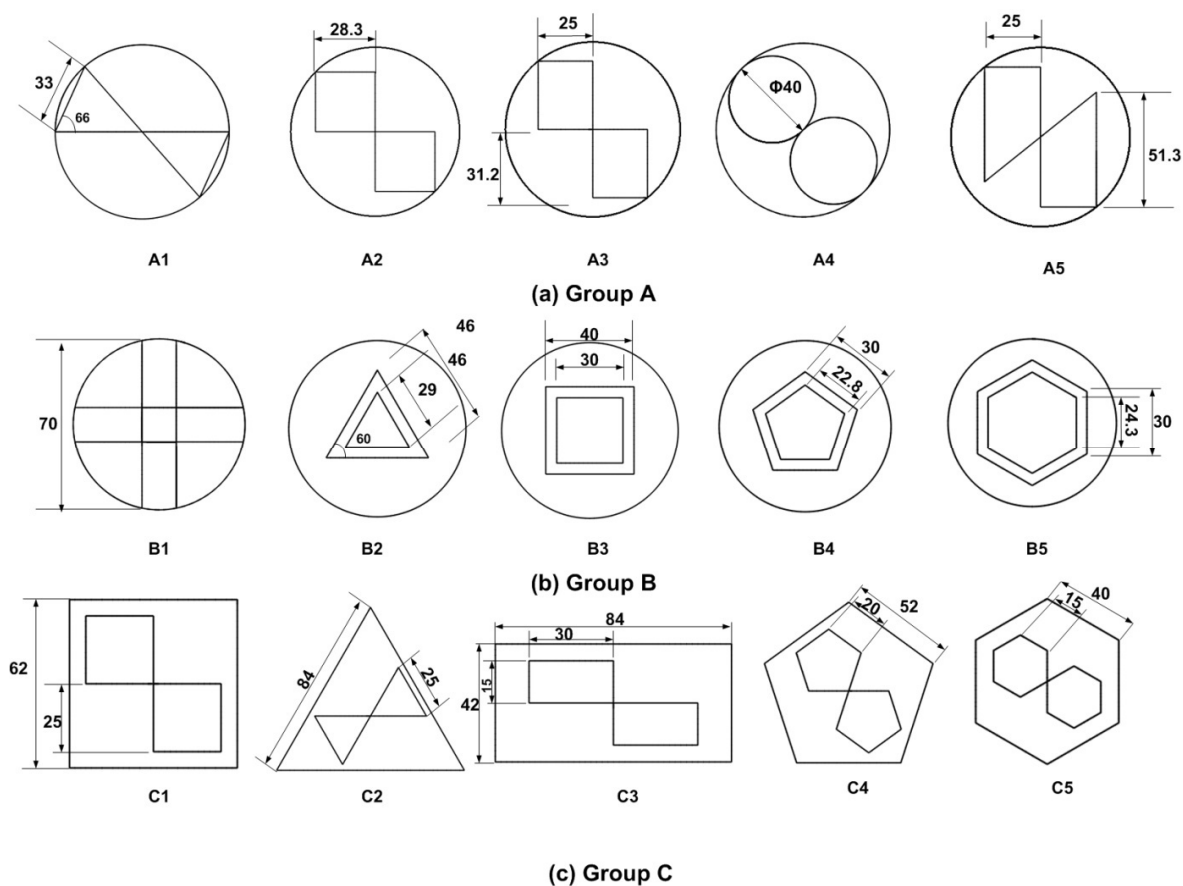 33
66
A1
28.3
A2
25
31.2
A3
Φ40
A4
25
51.3
A5
(a) Group A
70
B1
46
46
29
60
B2
40
30
B3
30
22.8
B4
24.3
30
B5
(b) Group B
62
25
C1
84
25
C2
84
30
15
42
C3
20
52
C4
15
40
C5
(c) Group C